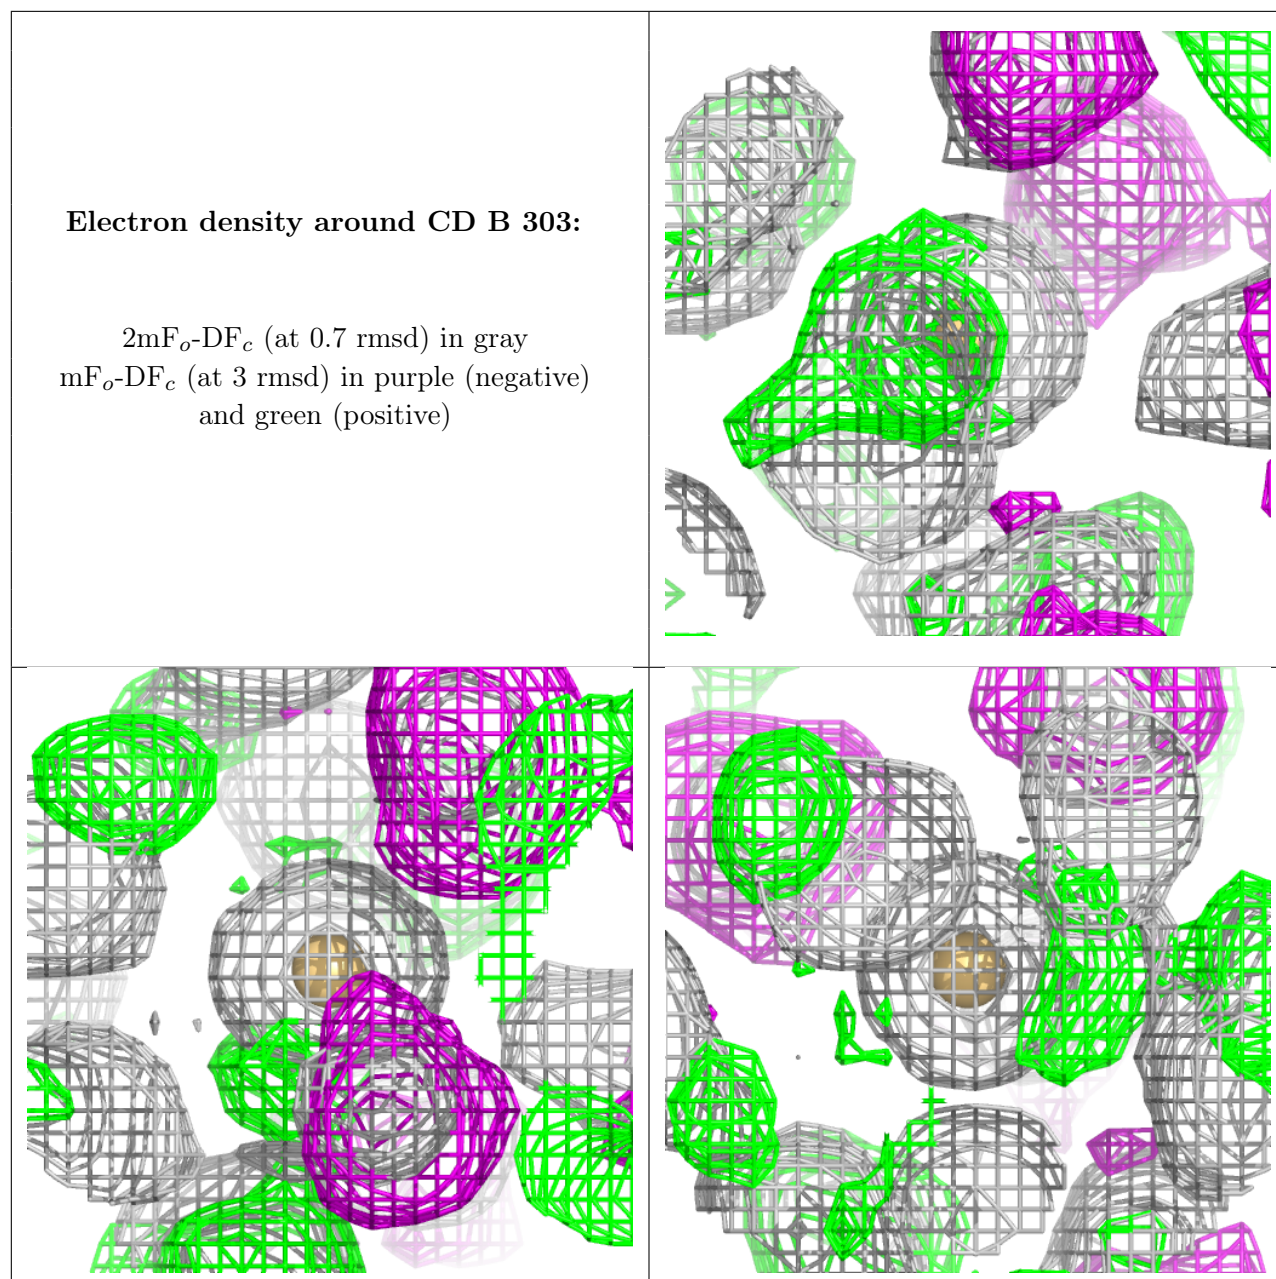 Electron density around CD B 303:
2mFₒ-DF𝒸 (at 0.7 rmsd) in gray
mFₒ-DF𝒸 (at 3 rmsd) in purple (negative)
and green (positive)